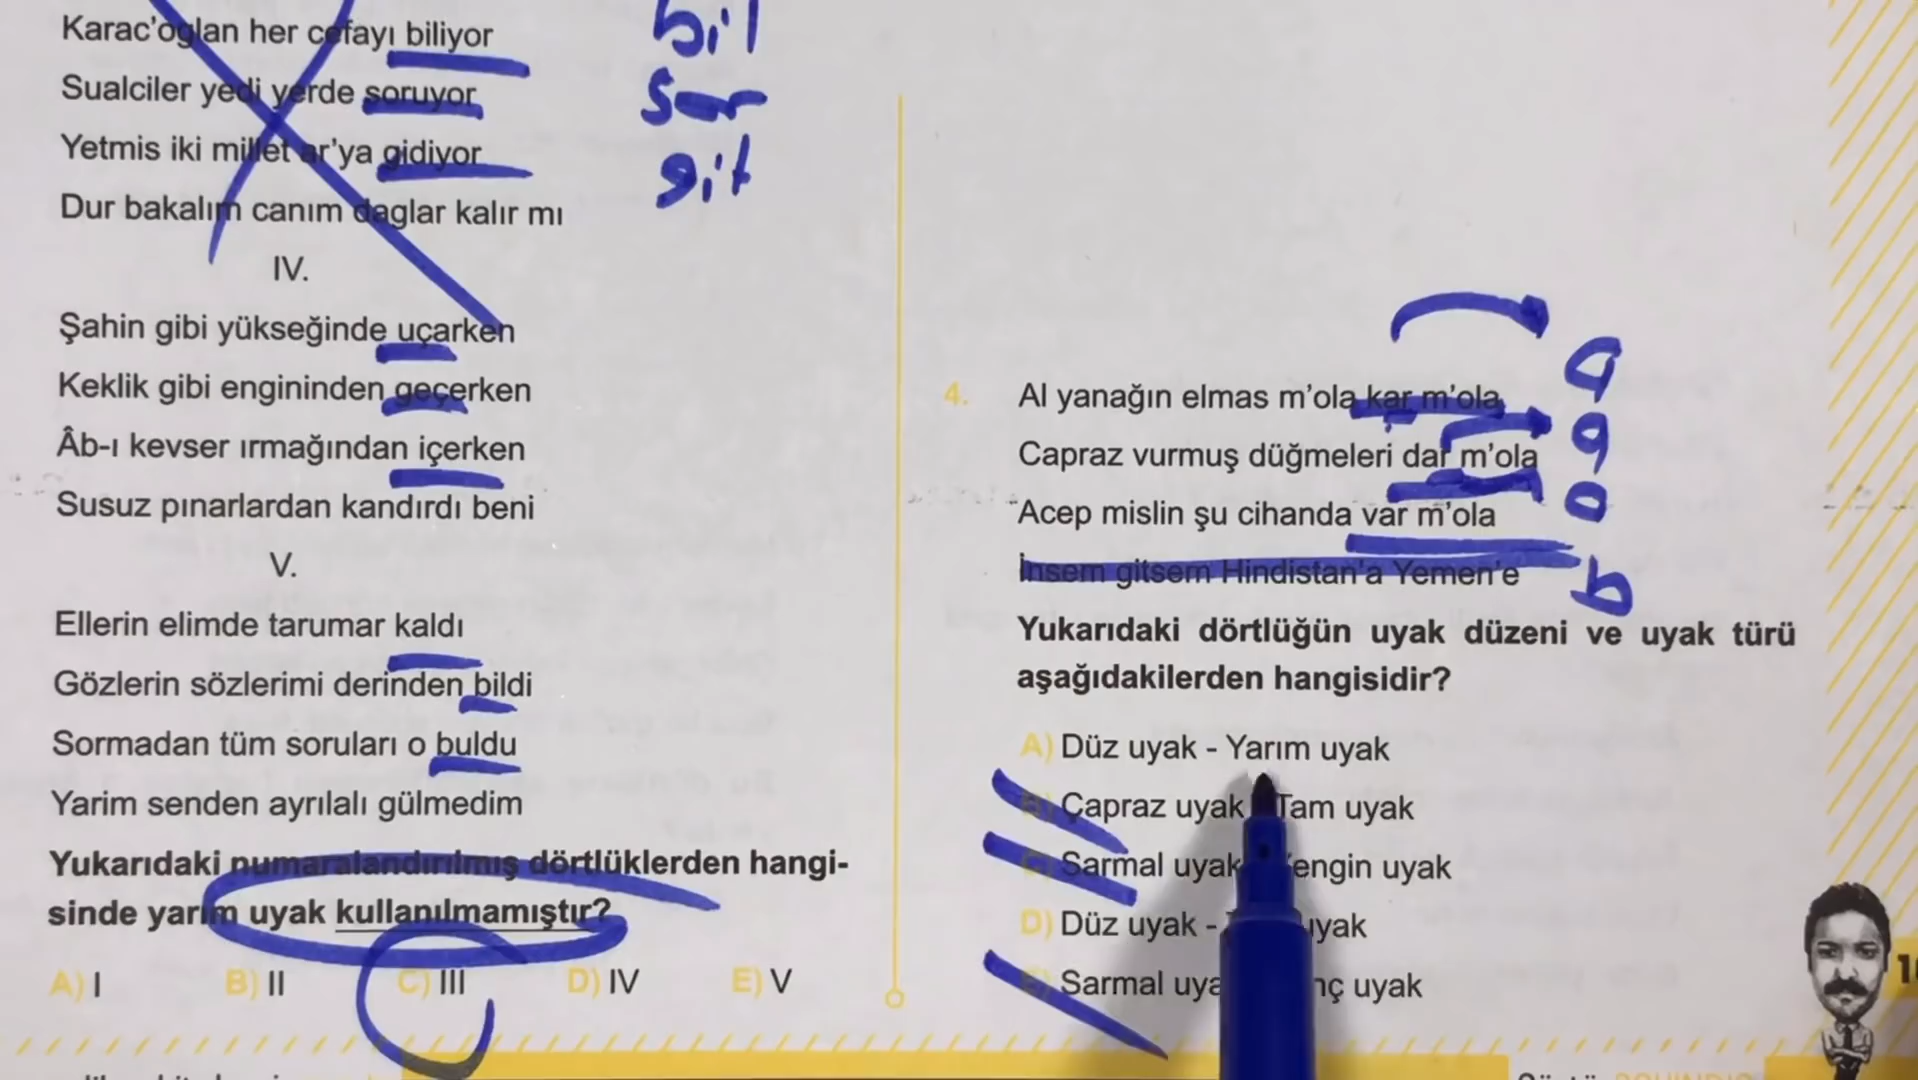 Karac'oglan her cefayı biliyor
Sualciler yedi yerde soruyor
Yetmis iki millet ar'ya gidiyor
Dur bakalım canım daglar kalır mı
bil
sor
git
IV.
Şahin gibi yükseğinde uçarken
Keklik gibi engininden geçerken
Âb-ı kevser ırmağından içerken
Susuz pınarlardan kandırdı beni
V.
Ellerin elimde tarumar kaldı
Gözlerin sözlerimi derinden bildi
Sormadan tüm soruları o buldu
Yarim senden ayrılalı gülmedim
Yukarıdaki numaralandırılmış dörtlüklerden hangi-
sinde yarım uyak kullanılmamıştır?
A) I B) II C) III D) IV E) V
4. Al yanağın elmas m'ola kar m'ola a
Capraz vurmuş düğmeleri dar m'ola a
Acep mislin şu cihanda var m'ola a
İnsem gitsem Hindistan'a Yemen'e b
Yukarıdaki dörtlüğün uyak düzeni ve uyak türü
aşağıdakilerden hangisidir?
A) Düz uyak - Yarım uyak
B) Çapraz uyak Tam uyak
C) Sarmal uyak engin uyak
D) Düz uyak - uyak
E) Sarmal uya nç uyak